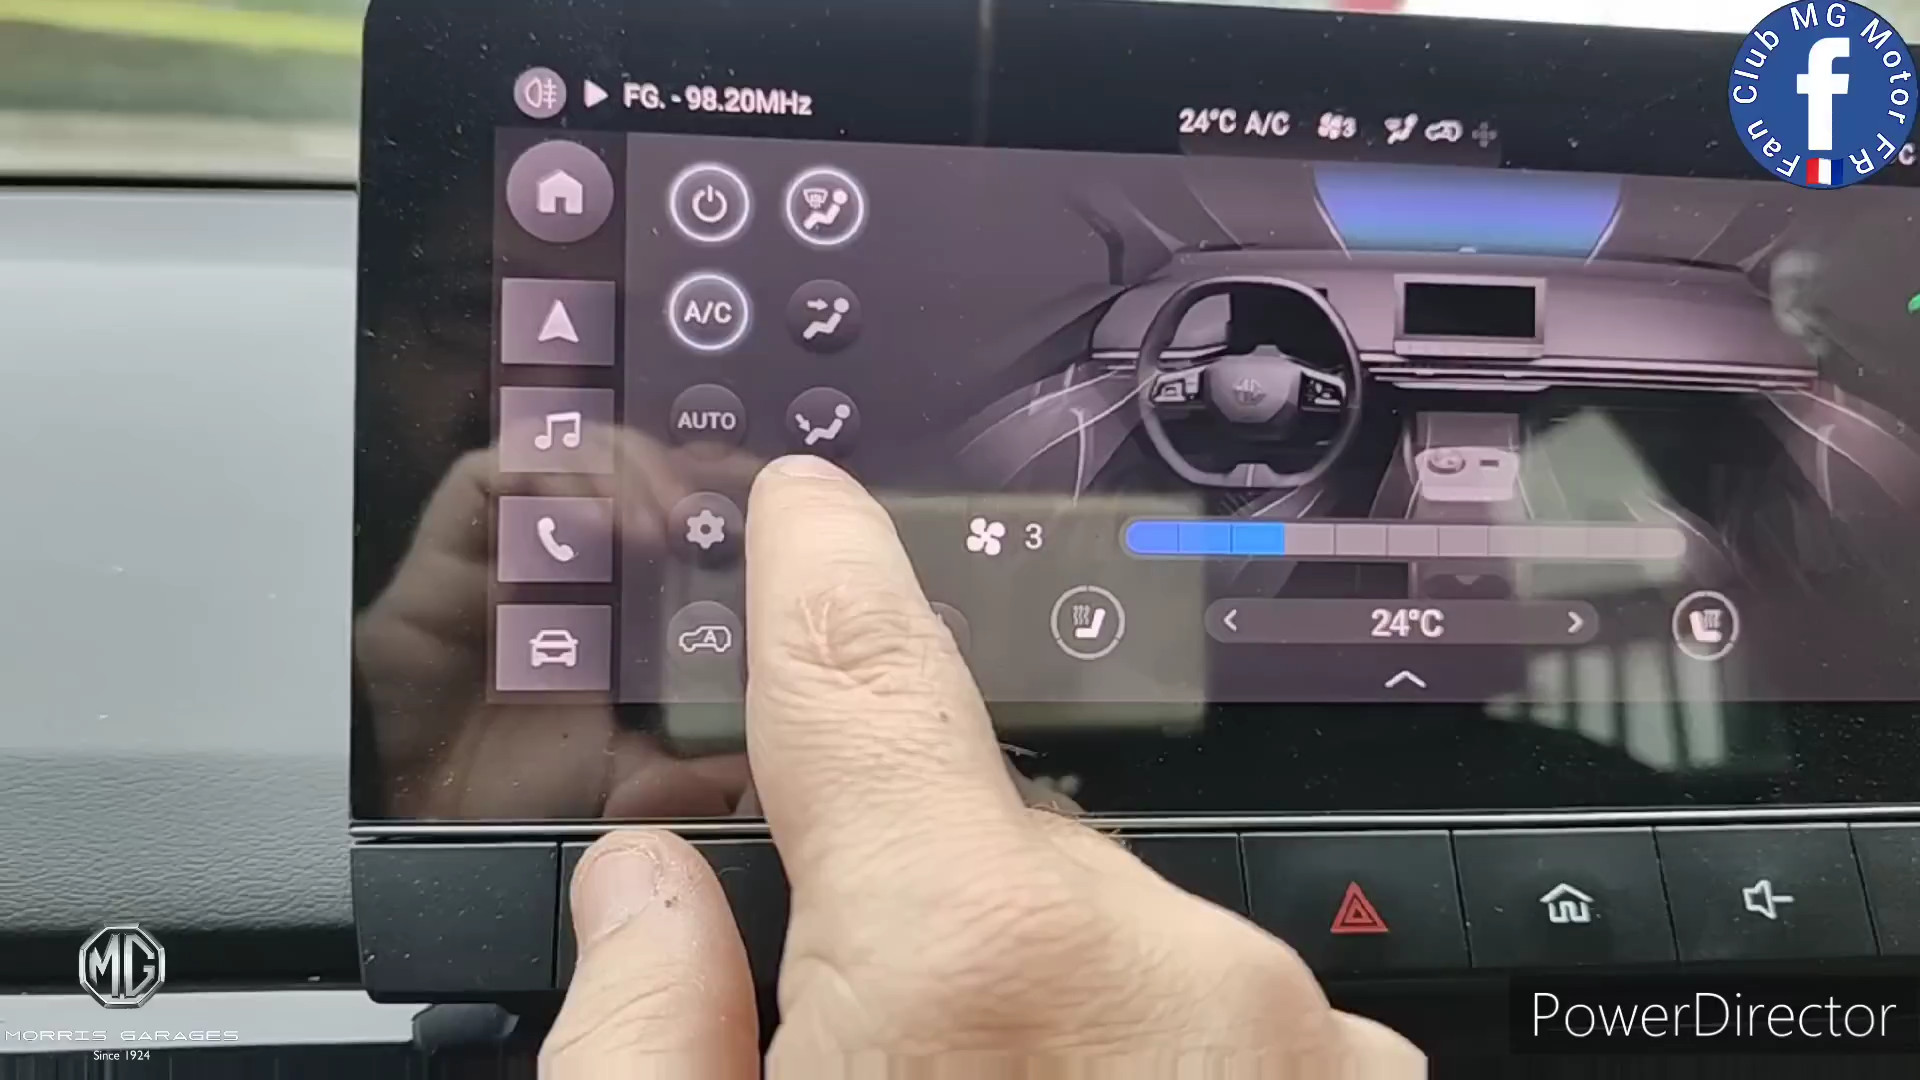 FG. - 98.20MHz
24°C A/C 3
Fan Club MG Motor FR
f
C
A/C
AUTO
A
3
24°C
MG
MORRIS GARAGES
Since 1924
PowerDirector